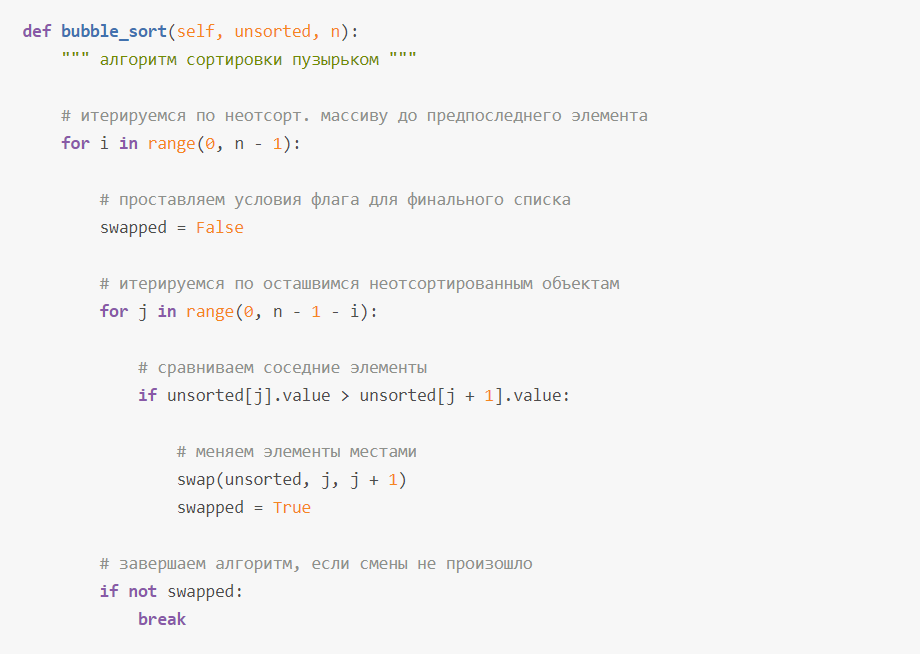 def bubble_sort(self, unsorted, n):
    """ алгоритм сортировки пузырьком """
    # итерируемся по неотсорт. массиву до предпоследнего элемента
    for i in range(0, n - 1):
        # проставляем условия флага для финального списка
        swapped = False
        # итерируемся по осташвимся неотсортированным объектам
        for j in range(0, n - 1 - i):
            # сравниваем соседние элементы
            if unsorted[j].value > unsorted[j + 1].value:
                # меняем элементы местами
                swap(unsorted, j, j + 1)
                swapped = True
        # завершаем алгоритм, если смены не произошло
        if not swapped:
            break